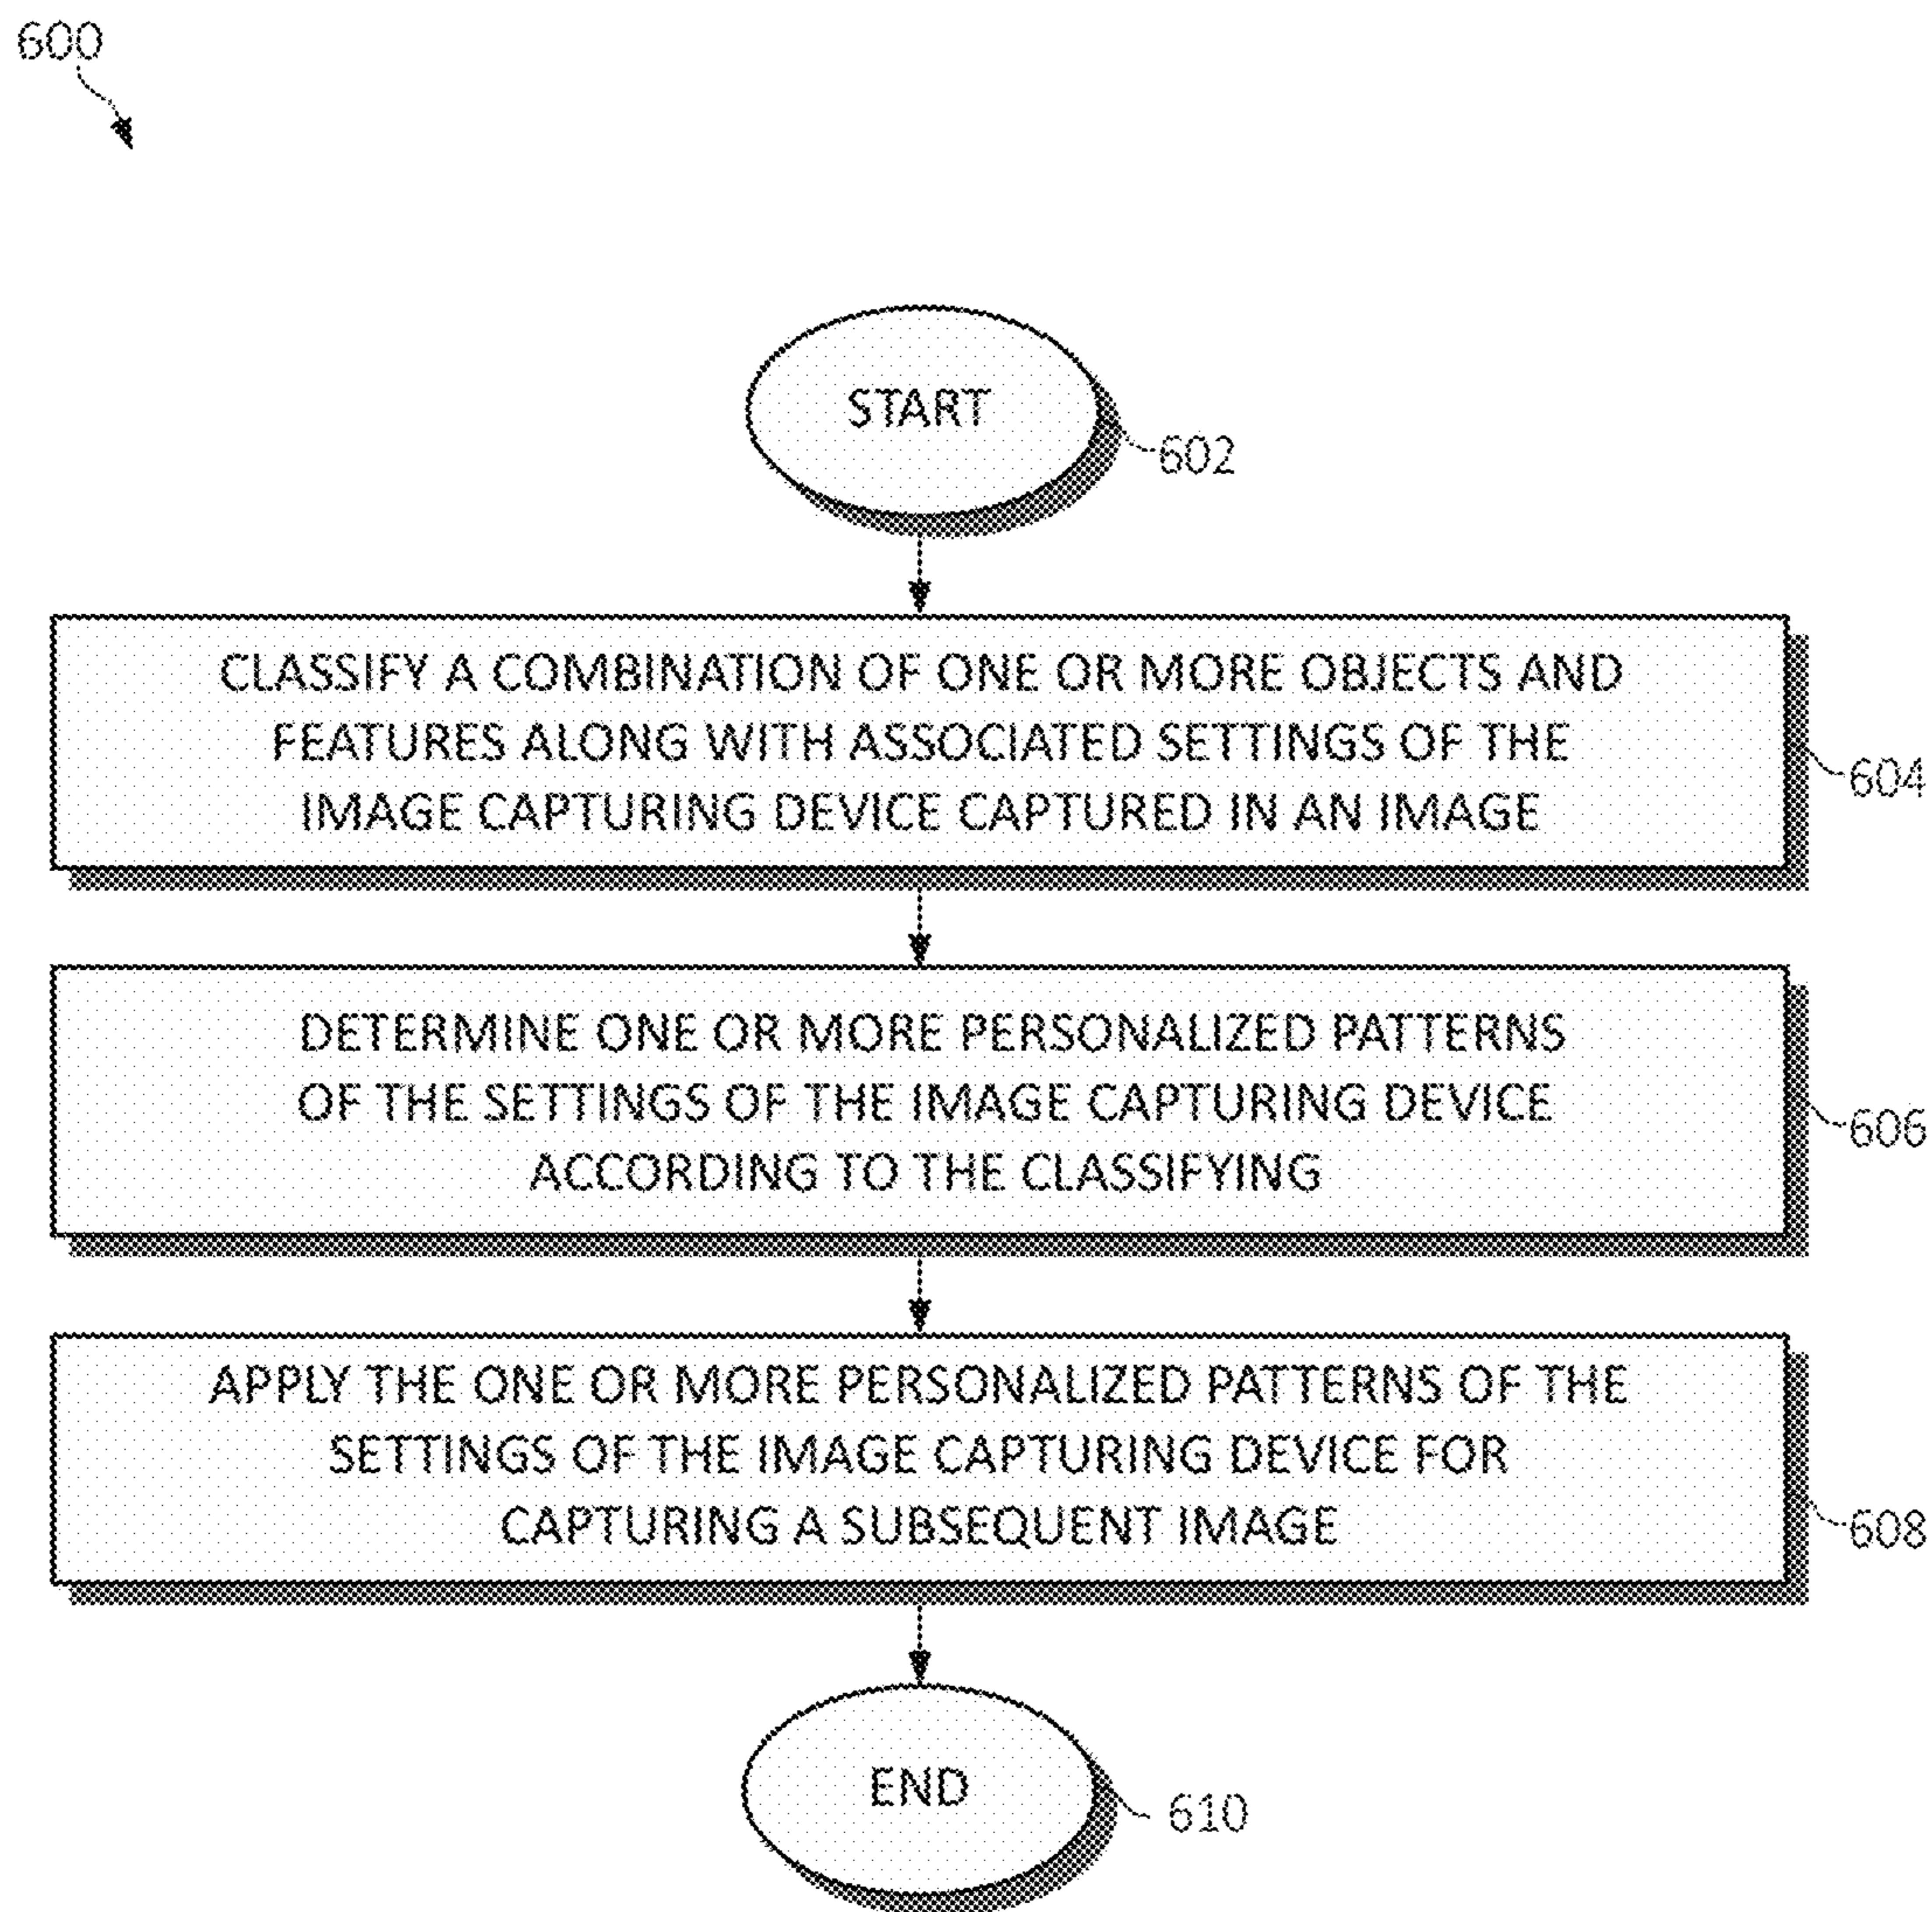 600
START
602
CLASSIFY A COMBINATION OF ONE OR MORE OBJECTS AND
FEATURES ALONG WITH ASSOCIATED SETTINGS OF THE
IMAGE CAPTURING DEVICE CAPTURED IN AN IMAGE
604
DETERMINE ONE OR MORE PERSONALIZED PATTERNS
OF THE SETTINGS OF THE IMAGE CAPTURING DEVICE
ACCORDING TO THE CLASSIFYING
606
APPLY THE ONE OR MORE PERSONALIZED PATTERNS OF THE
SETTINGS OF THE IMAGE CAPTURING DEVICE FOR
CAPTURING A SUBSEQUENT IMAGE
608
END
610